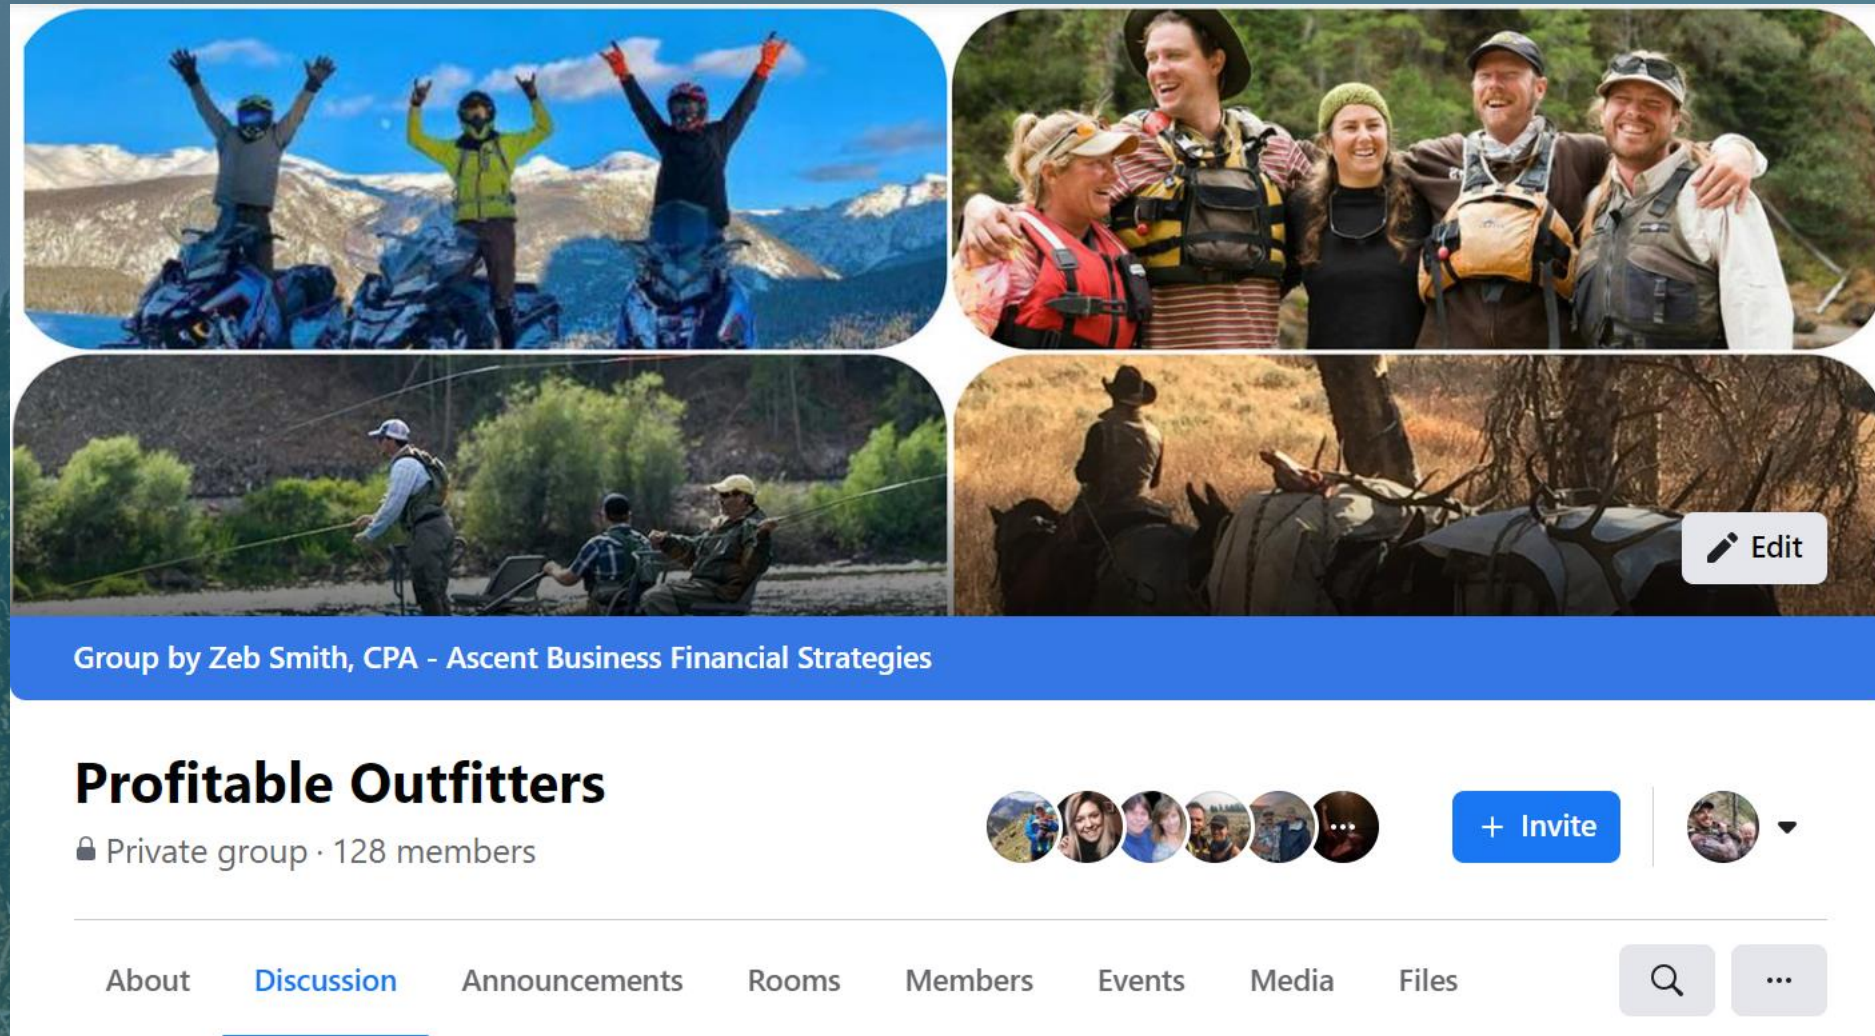 Edit
Group by Zeb Smith, CPA - Ascent Business Financial Strategies
Profitable Outfitters
Private group · 128 members
+ Invite
About Discussion Announcements Rooms Members Events Media Files